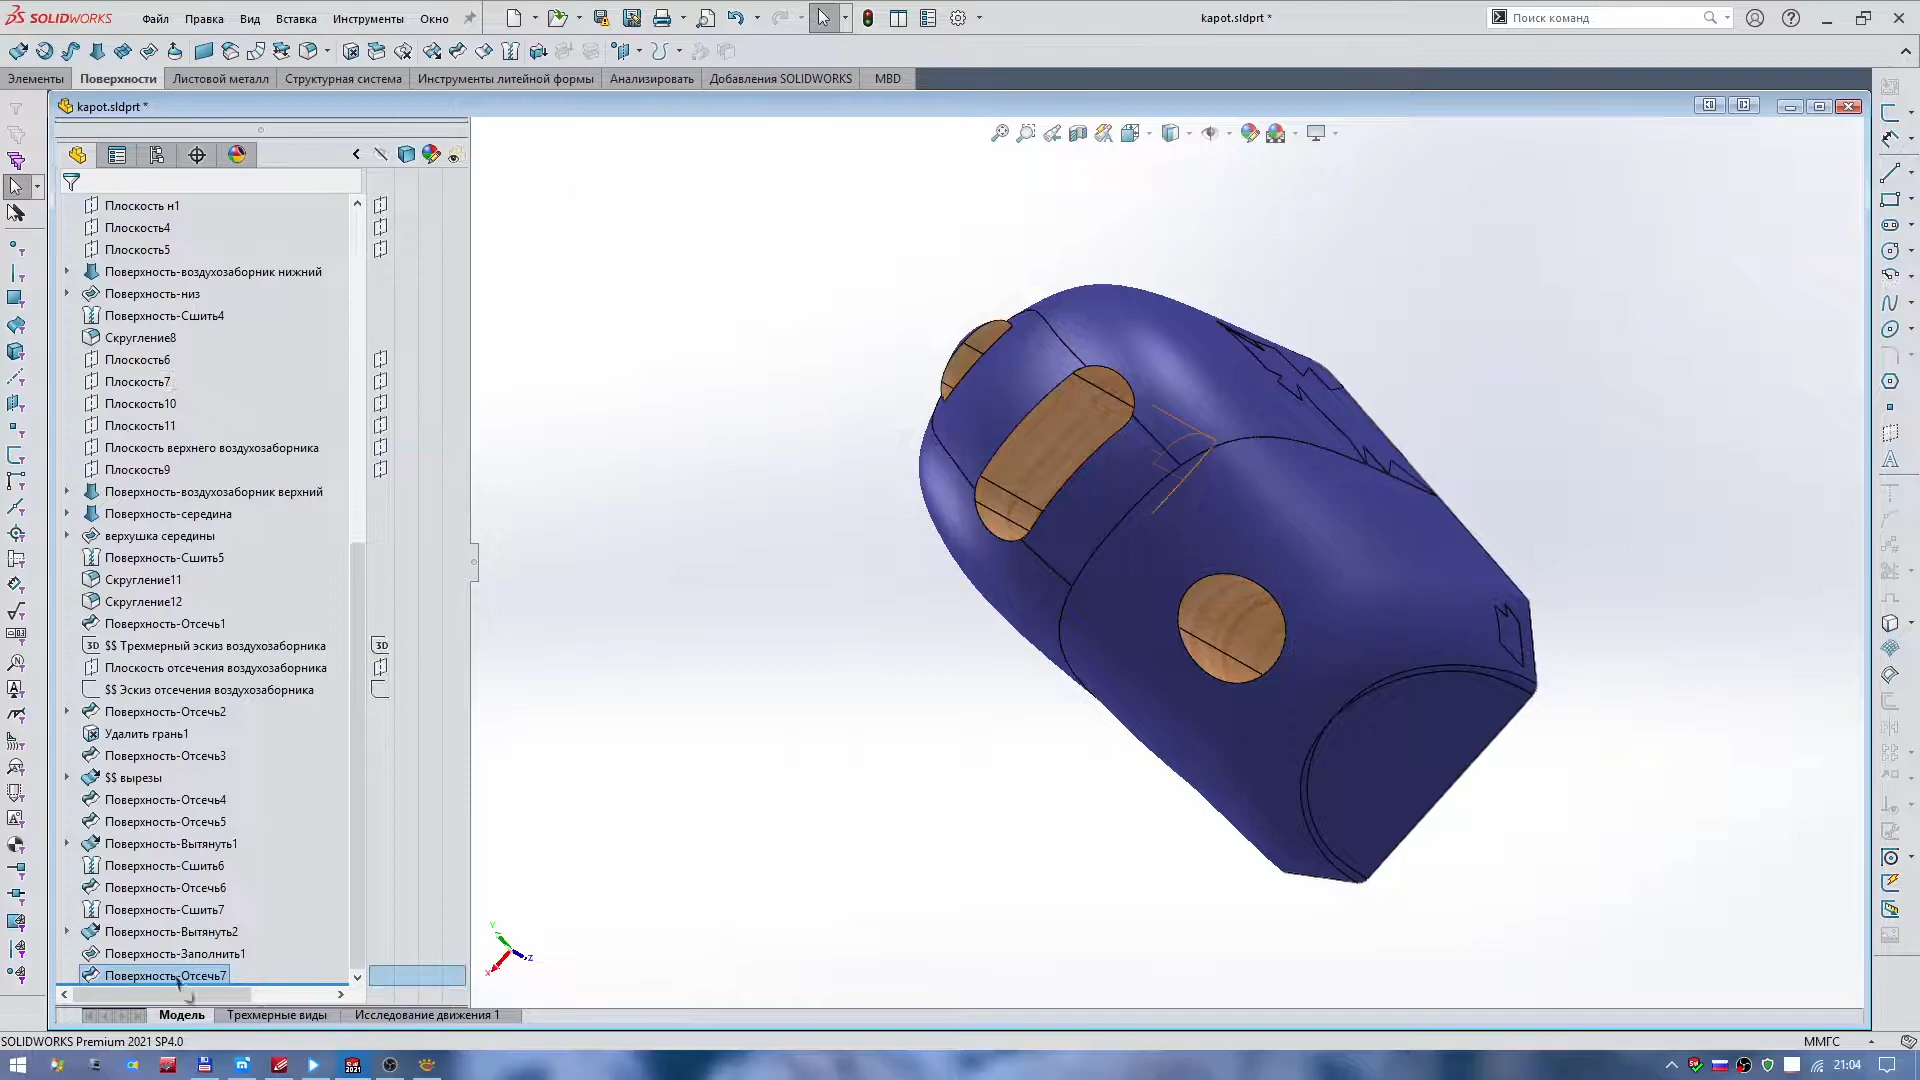 SOLIDWORKS Файл Правка Вид Вставка Инструменты Окно kapot.sldprt * Поиск команд
Элементы Поверхности Листовой металл Структурная система Инструменты литейной формы Анализировать Добавления SOLIDWORKS MBD
kapot.sldprt *
Плоскость н1
Плоскость4
Плоскость5
Поверхность-воздухозаборник нижний
Поверхность-низ
Поверхность-Сшить4
Скругление8
Плоскость6
Плоскость7
Плоскость10
Плоскость11
Плоскость верхнего воздухозаборника
Плоскость9
Поверхность-воздухозаборник верхний
Поверхность-середина
верхушка середины
Поверхность-Сшить5
Скругление11
Скругление12
Поверхность-Отсечь1
3D $$ Трехмерный эскиз воздухозаборника 3D
Плоскость отсечения воздухозаборника
$$ Эскиз отсечения воздухозаборника
Поверхность-Отсечь2
Удалить грань1
Поверхность-Отсечь3
$$ вырезы
Поверхность-Отсечь4
Поверхность-Отсечь5
Поверхность-Вытянуть1
Поверхность-Сшить6
Поверхность-Отсечь6
Поверхность-Сшить7
Поверхность-Вытянуть2
Поверхность-Заполнить1
Поверхность-Отсечь7
Y
Z
X
Модель Трехмерные виды Исследование движения 1
SOLIDWORKS Premium 2021 SP4.0 ММГС
21:04